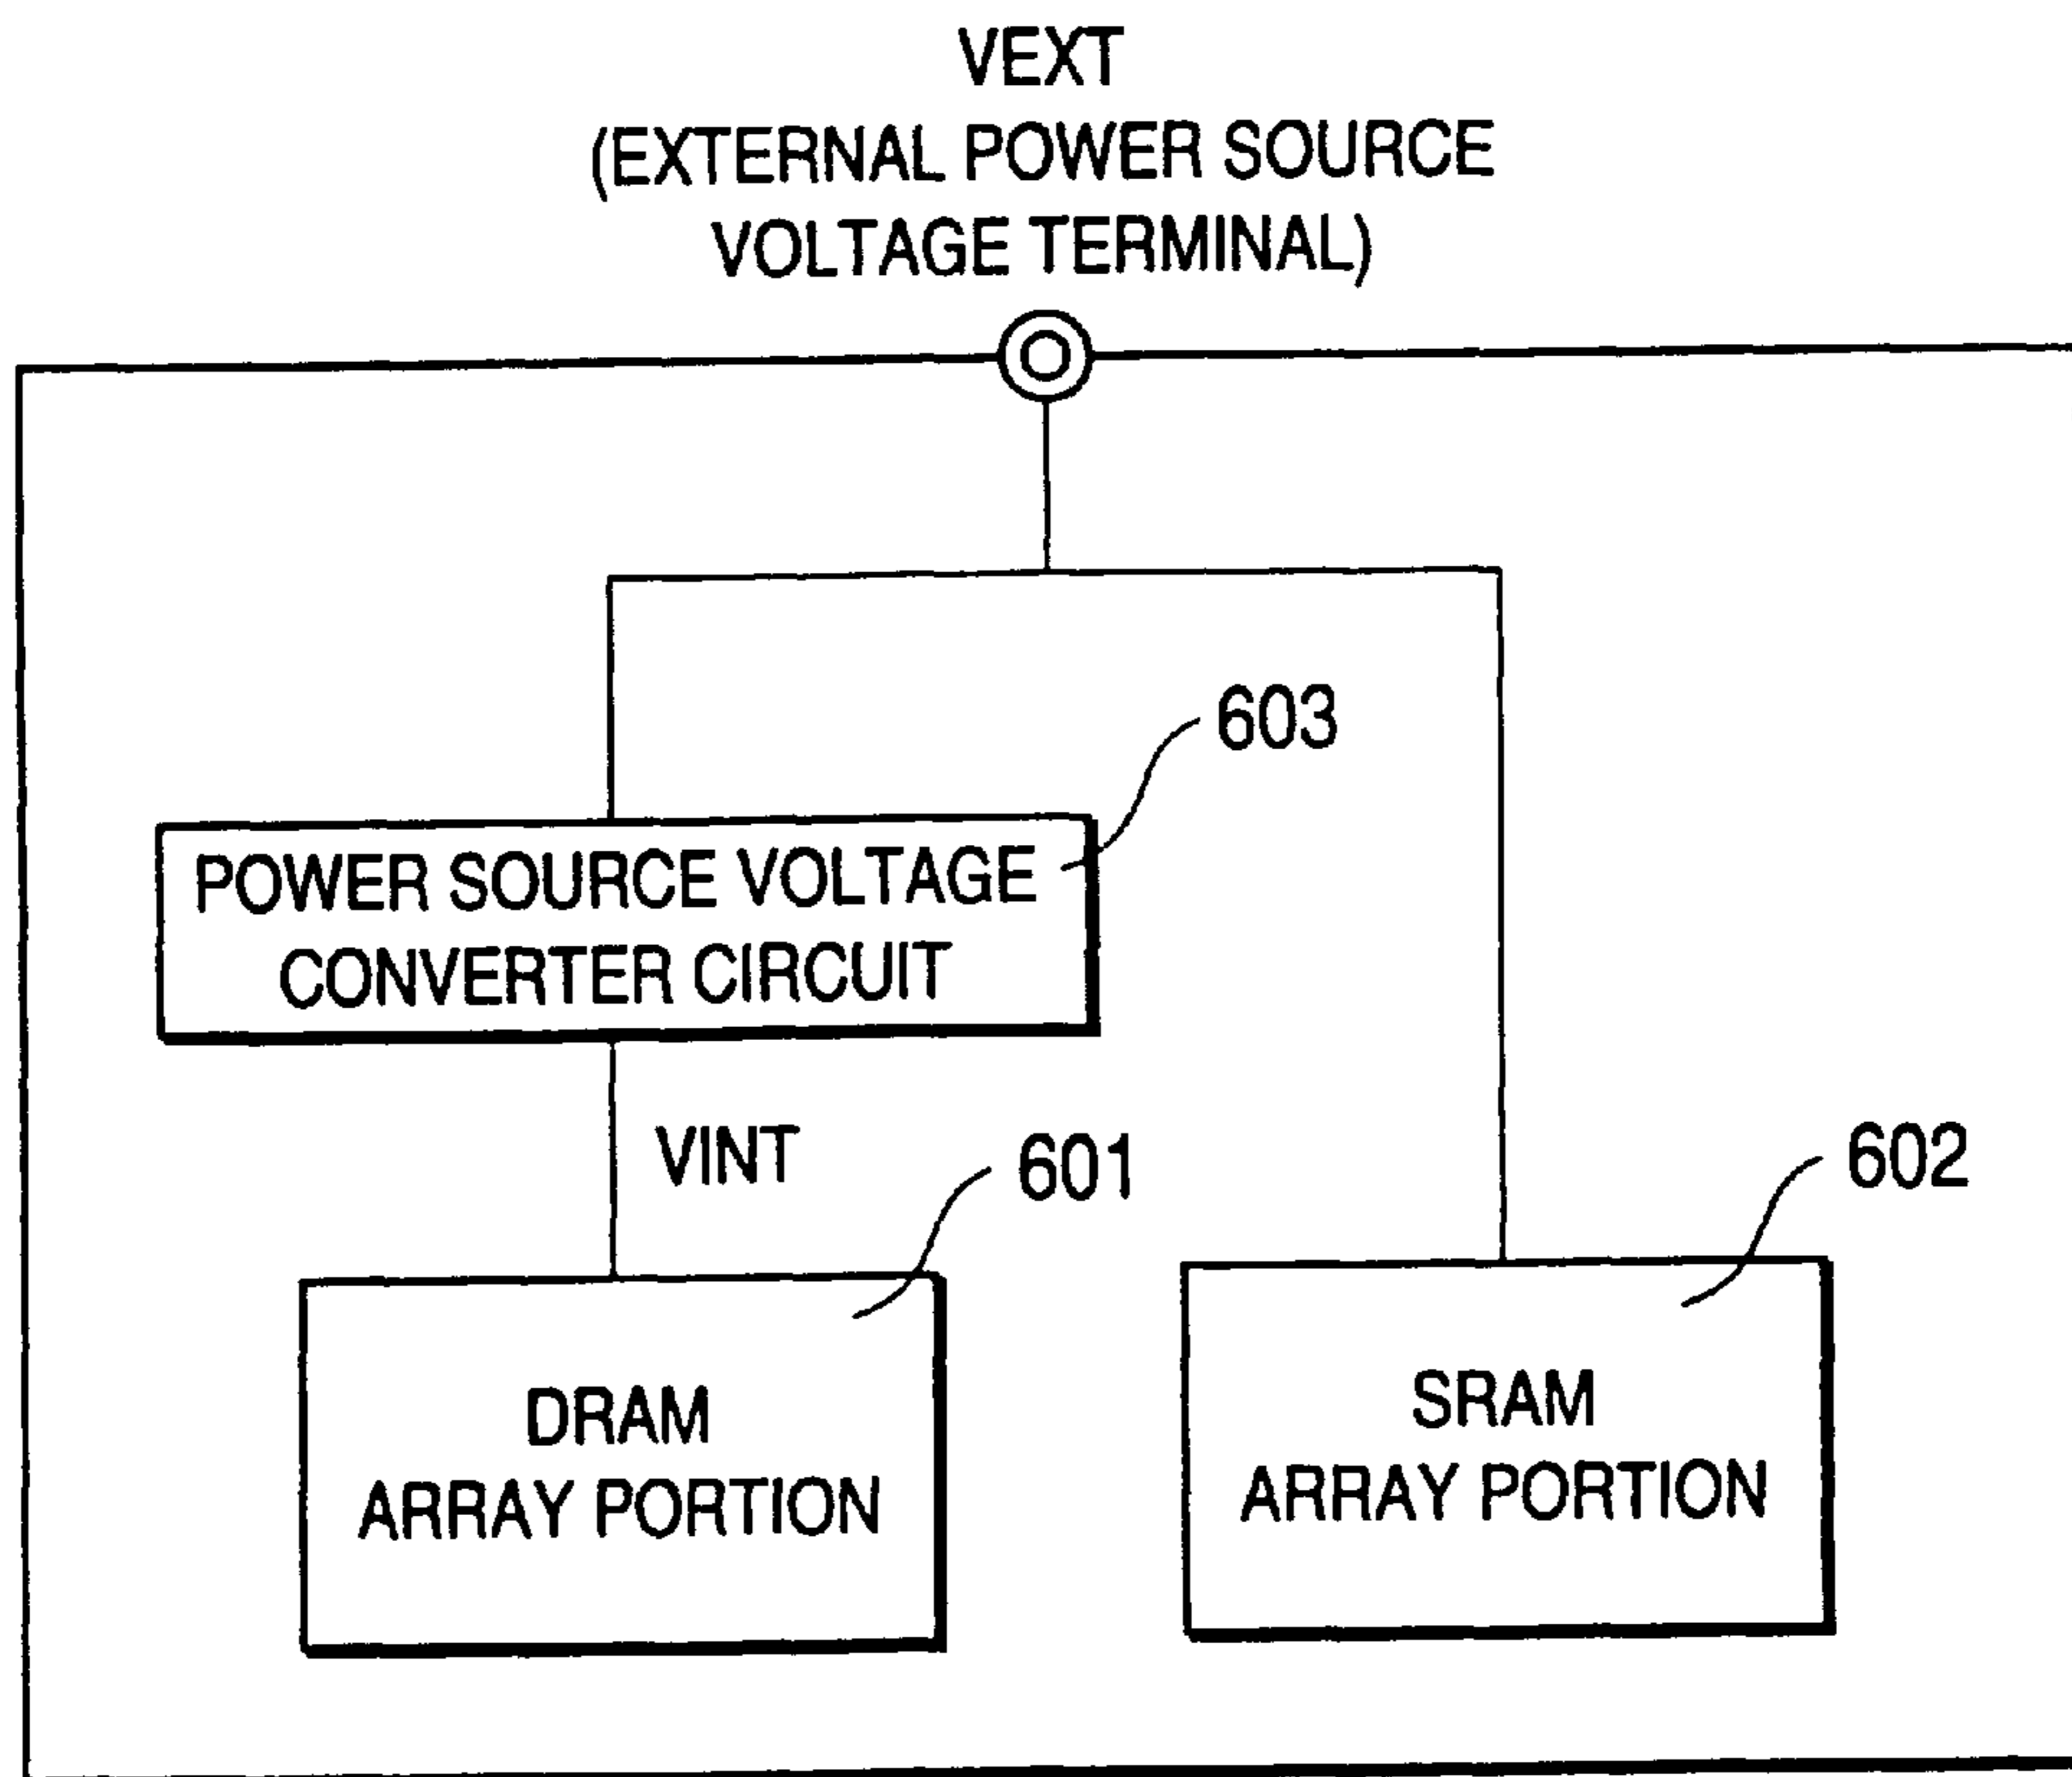 VEXT
(EXTERNAL POWER SOURCE
VOLTAGE TERMINAL)
603
POWER SOURCE VOLTAGE
CONVERTER CIRCUIT
VINT
601
602
DRAM
ARRAY PORTION
SRAM
ARRAY PORTION